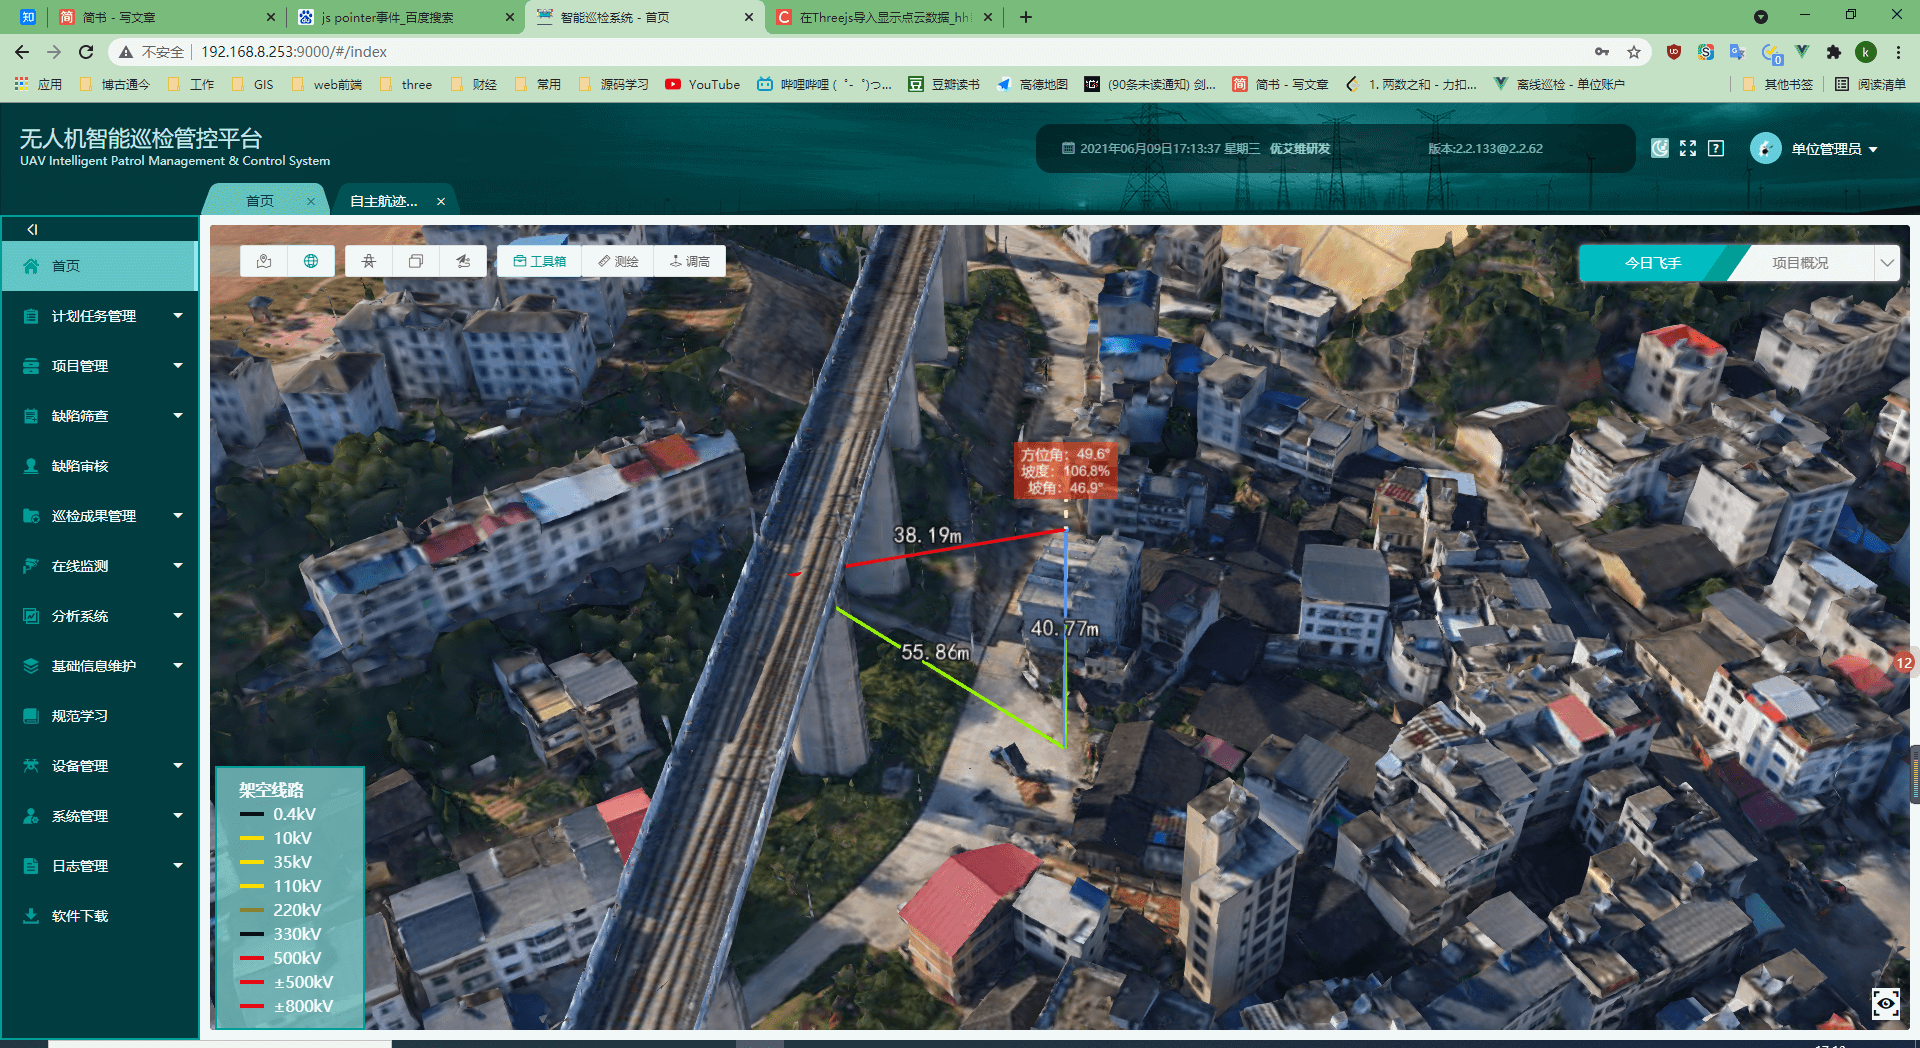 知
简 简书 - 写文章
js pointer事件_百度搜索
智能巡检系统 - 首页
C 在Threejs导入显示点云数据_hh
不安全 192.168.8.253:9000/#/index
k
应用 博古通今 工作 GIS web前端 three 财经 常用 源码学习 YouTube 哔哩哔哩 ( ゜- ゜)つ... 豆 豆瓣读书 高德地图 (90条未读通知) 剑... 简 简书 - 写文章 1. 两数之和 - 力扣... 离线巡检 - 单位账户 其他书签 阅读清单
无人机智能巡检管控平台
UAV Intelligent Patrol Management & Control System
2021年06月09日17:13:37 星期三 优艾维研发 版本:2.2.133@2.2.62
单位管理员
首页
自主航迹...
首页
计划任务管理
项目管理
缺陷筛查
缺陷审核
巡检成果管理
在线监测
分析系统
基础信息维护
规范学习
设备管理
系统管理
日志管理
软件下载
工具箱 测绘 调高
今日飞手 项目概况
方位角: 49.6°
坡度: 106.8%
坡角: 46.9°
38.19m
40.77m
55.86m
12
架空线路
0.4kV
10kV
35kV
110kV
220kV
330kV
500kV
±500kV
±800kV